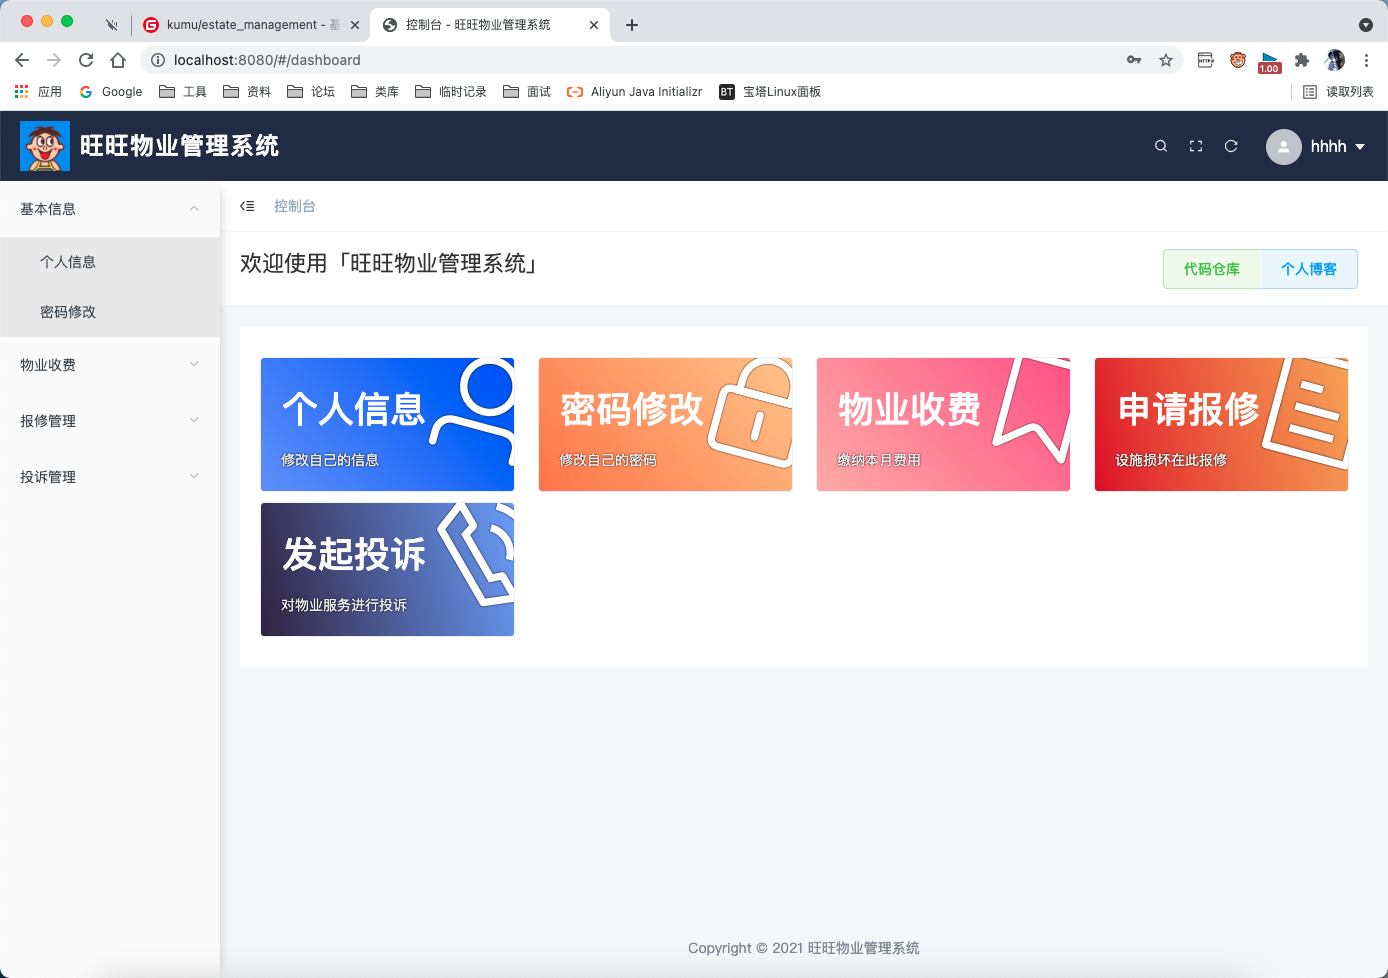 kumu/estate_management - 基
控制台 - 旺旺物业管理系统
localhost:8080/#/dashboard
1.00
应用
Google
工具
资料
论坛
类库
临时记录
面试
Aliyun Java Initializr
BT
宝塔Linux面板
读取列表
旺旺物业管理系统
hhhh
基本信息
控制台
个人信息
密码修改
物业收费
报修管理
投诉管理
欢迎使用「旺旺物业管理系统」
代码仓库
个人博客
个人信息
修改自己的信息
密码修改
修改自己的密码
物业收费
缴纳本月费用
申请报修
设施损坏在此报修
发起投诉
对物业服务进行投诉
Copyright © 2021 旺旺物业管理系统